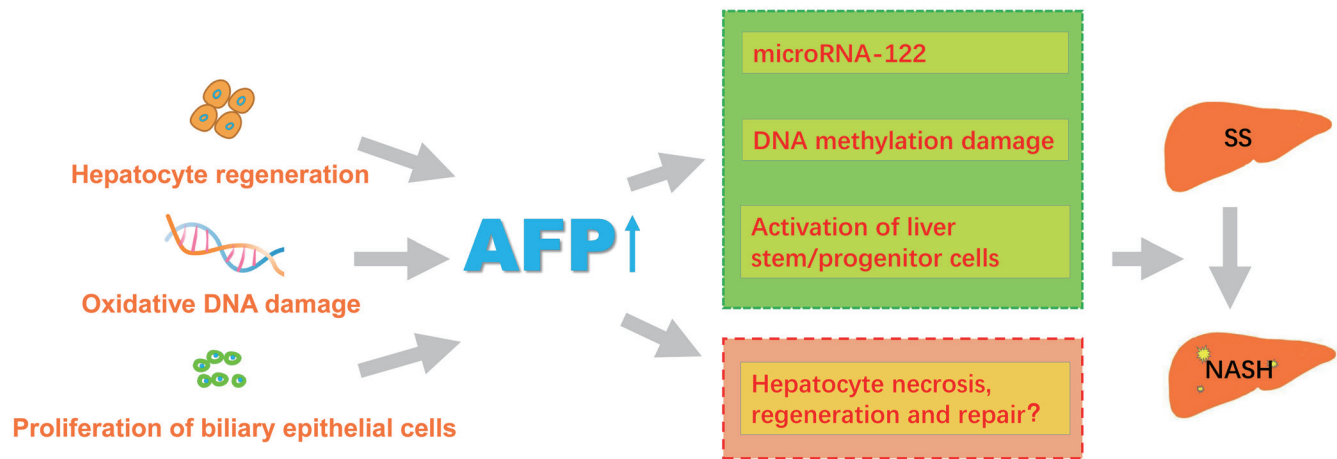 Hepatocyte regeneration
Oxidative DNA damage
Proliferation of biliary epithelial cells
AFP
microRNA-122
DNA methylation damage
Activation of liver
stem/progenitor cells
Hepatocyte necrosis,
regeneration and repair?
SS
NASH